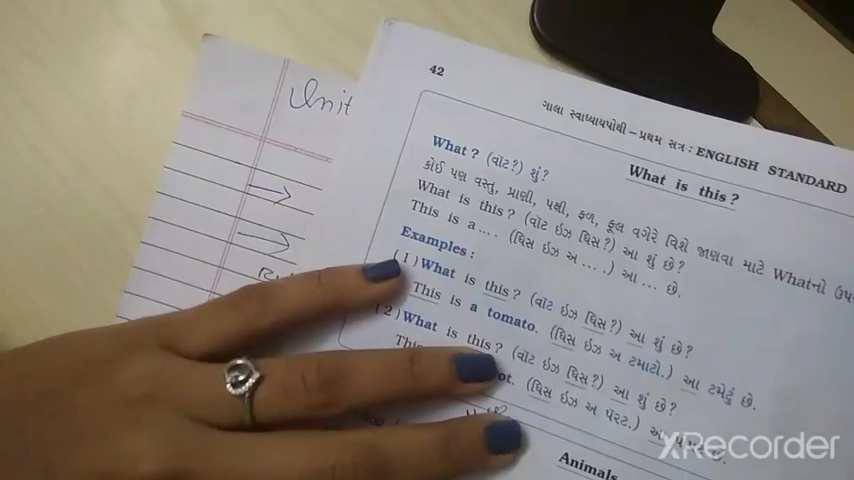 Unit
42
ગાલા સ્વાધ્યાયપોથી – પ્રથમ સત્ર : ENGLISH STANDARD
What is this ?
What ? (વૉટ?) શું?
કોઈ પણ વસ્તુ, પ્રાણી, પક્ષી, ફળ, ફૂલ વગેરે વિશે જાણવા માટે Whatનો
What is this? (વૉટ ઇઝ ધિસ?) આ શું છે?
This is a .... (ધિસ ઇઝ અ ....) આ ... છે.
Examples :
(1) What is this? (વૉટ ઇઝ ધિસ?) આ શું છે?
This is a tomato. (ધિસ ઇઝ અ ટમાટો.) આ ટમેટું છે.
(2) What is this? (વૉટ ઇઝ ધિસ?) આ શું છે?
This (ધિસ ઇઝ અ પૅરટ.) આ
Animals
XRecorder